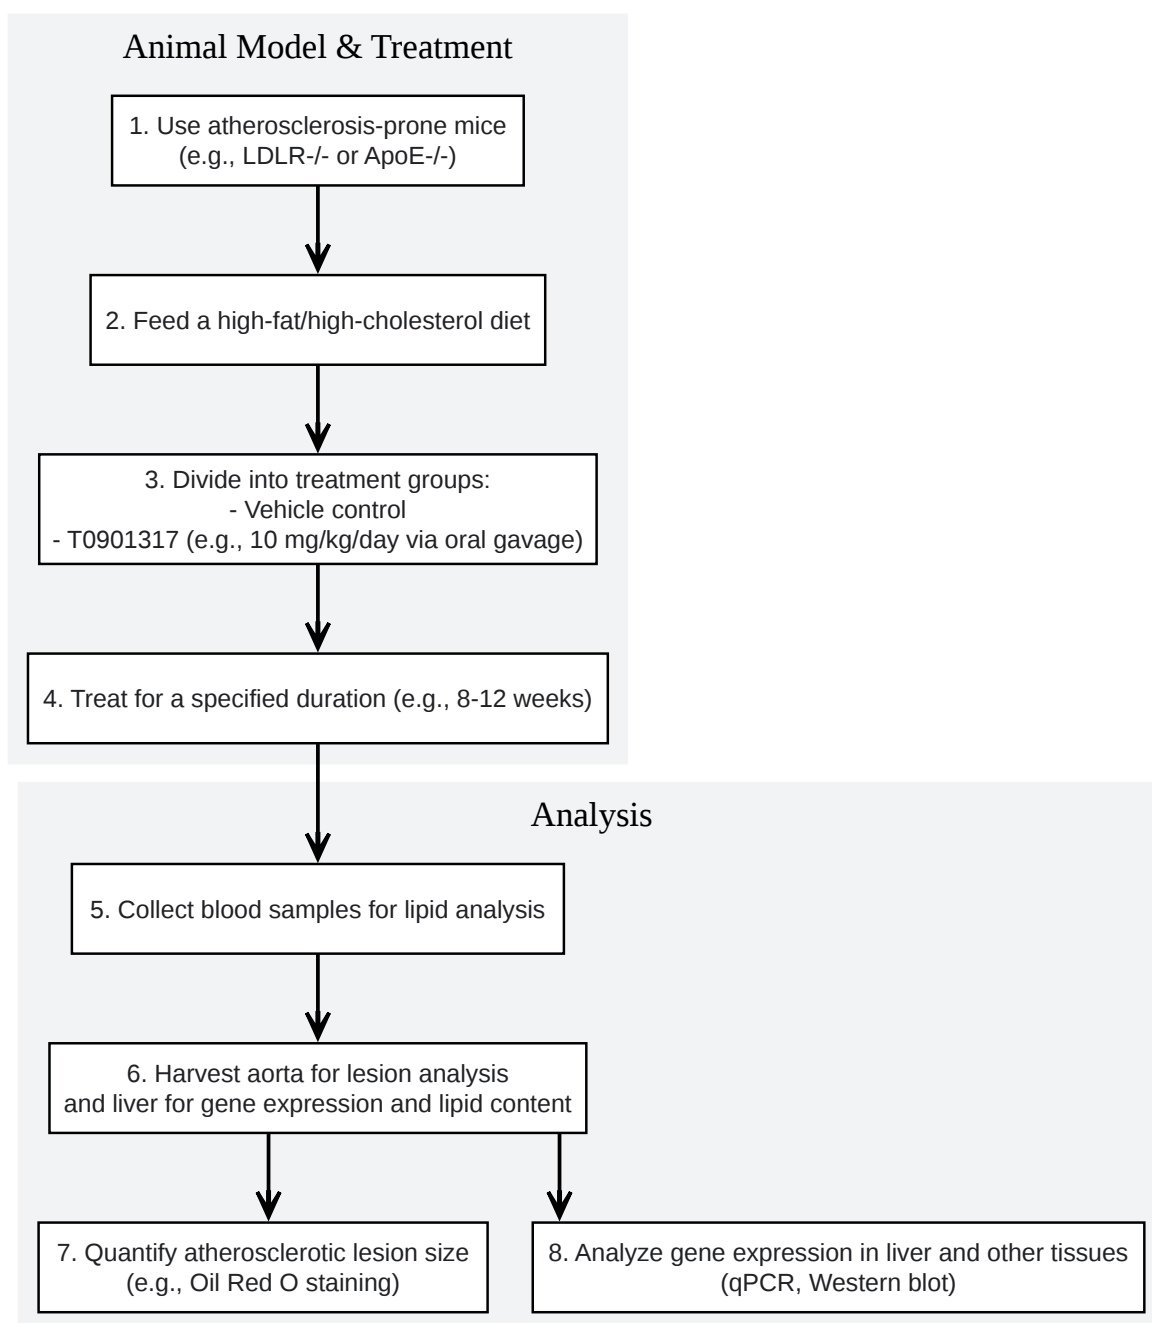 Animal Model & Treatment
1. Use atherosclerosis-prone mice
(e.g., LDLR-/- or ApoE-/-)
2. Feed a high-fat/high-cholesterol diet
3. Divide into treatment groups:
- Vehicle control
- T0901317 (e.g., 10 mg/kg/day via oral gavage)
4. Treat for a specified duration (e.g., 8-12 weeks)
Analysis
5. Collect blood samples for lipid analysis
6. Harvest aorta for lesion analysis
and liver for gene expression and lipid content
7. Quantify atherosclerotic lesion size
(e.g., Oil Red O staining)
8. Analyze gene expression in liver and other tissues
(qPCR, Western blot)